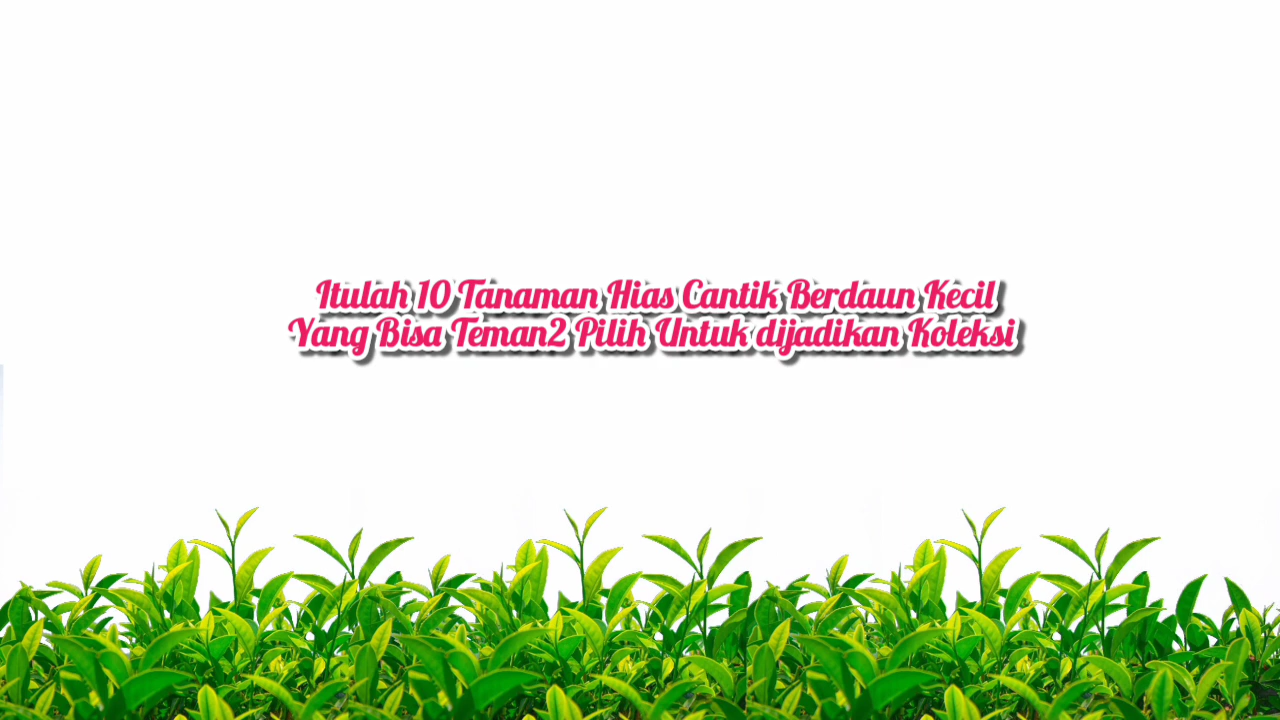 Itulah 10 Tanaman Hias Cantik Berdaun Kecil
Yang Bisa Teman2 Pilih Untuk dijadikan Koleksi